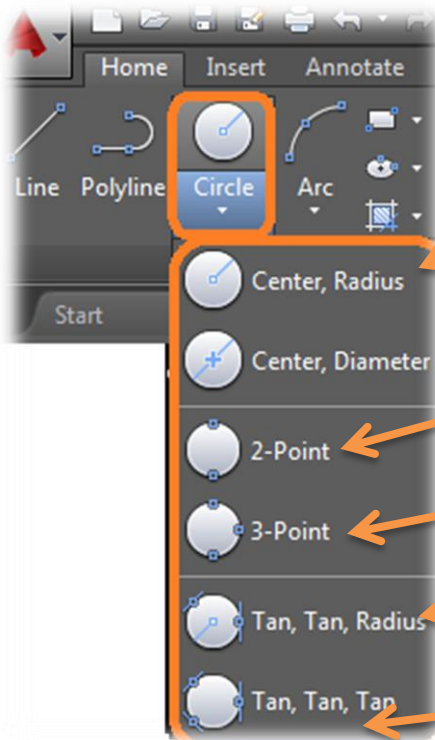 Home Insert Annotate
Line Polyline Circle Arc
Start
Center, Radius
Center, Diameter
2-Point
3-Point
Tan, Tan, Radius
Tan, Tan, Tan